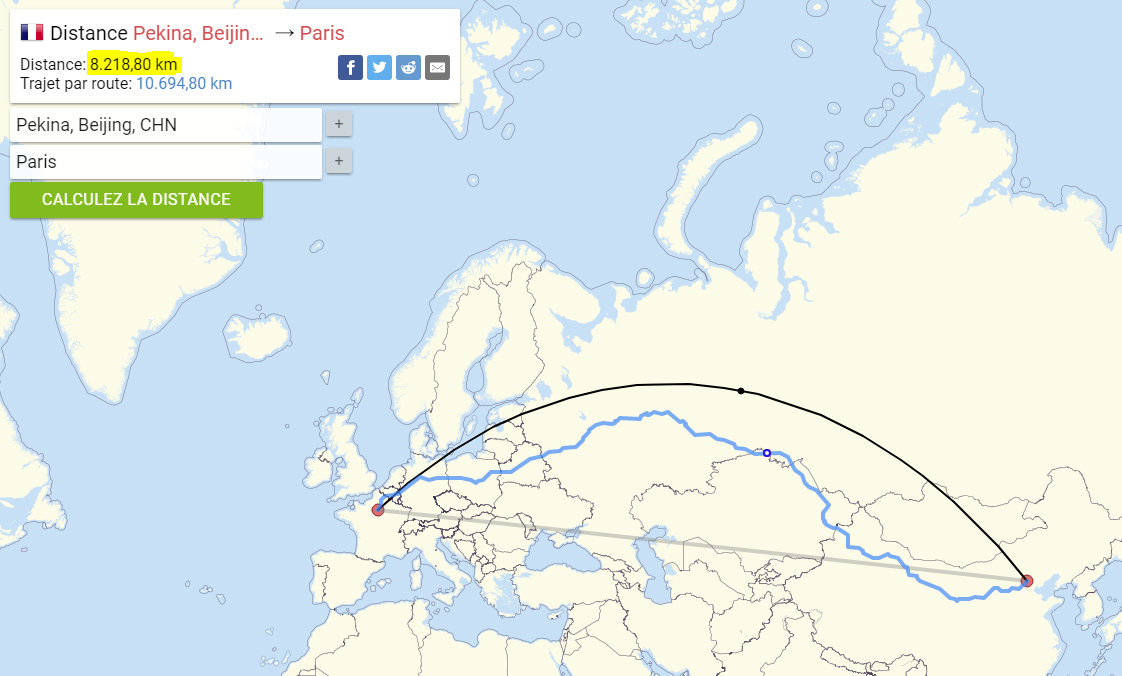 Distance Pekina, Beijin... → Paris
Distance: 8.218,80 km
Trajet par route: 10.694,80 km
Pekina, Beijing, CHN +
Paris +
CALCULEZ LA DISTANCE